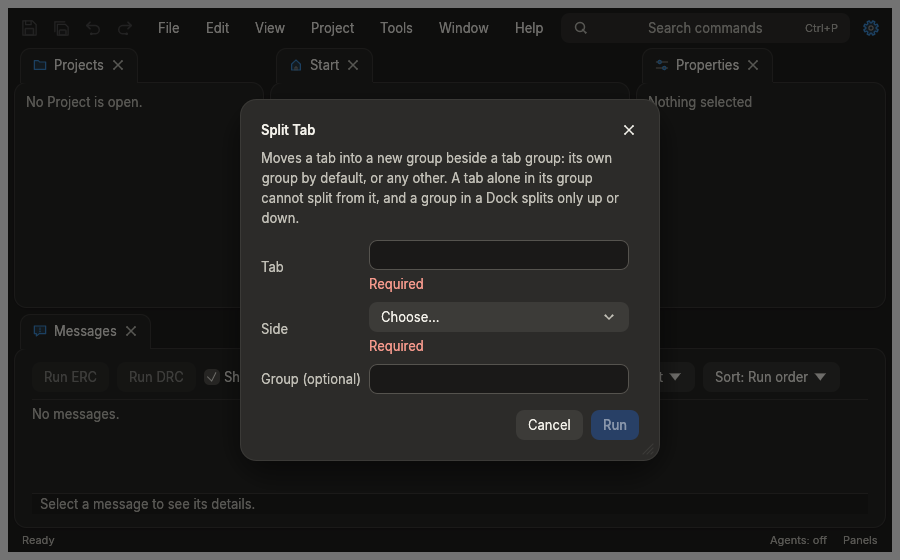 File Edit View Project Tools Window Help Search commands Ctrl+P
Projects Start Properties
No Project is open.
Nothing selected
Split Tab
Moves a tab into a new group beside a tab group: its own
group by default, or any other. A tab alone in its group
cannot split from it, and a group in a Dock splits only up or
down.
Tab
Required
Side Choose...
Required
Group (optional)
Cancel Run
Messages
Run ERC Run DRC Sh t Sort: Run order
No messages.
Select a message to see its details.
Ready Agents: off Panels